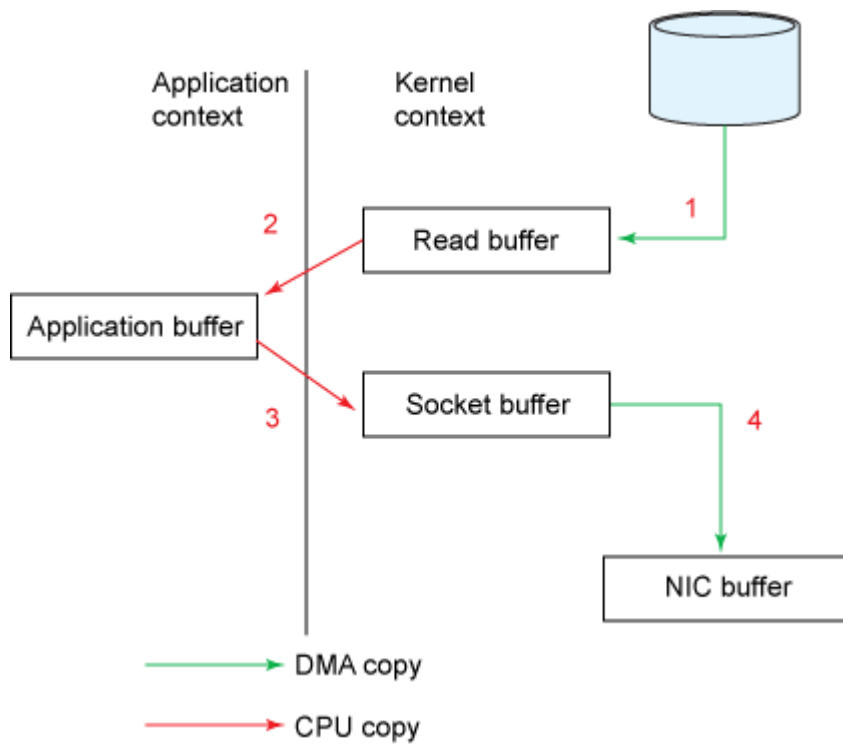 Application
context
Kernel
context
1
2
Read buffer
Application buffer
3
Socket buffer
4
NIC buffer
DMA copy
CPU copy